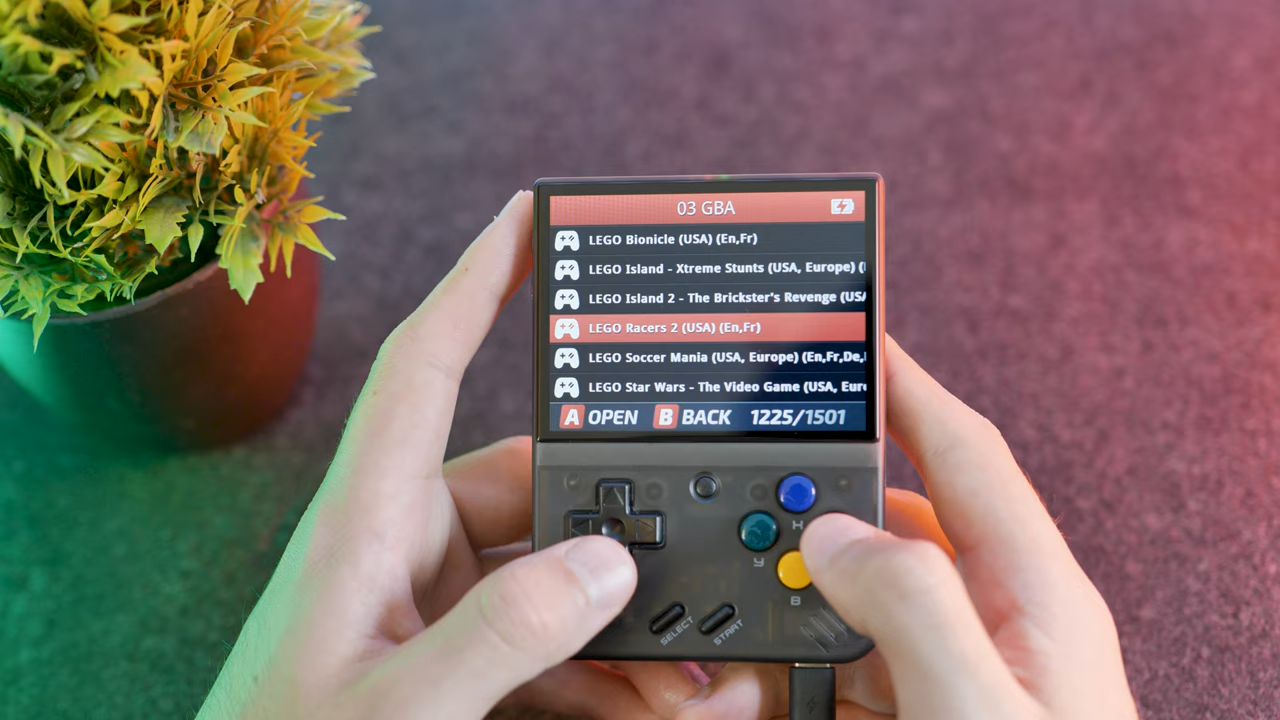 03 GBA
LEGO Bionicle (USA) (En,Fr)
LEGO Island - Xtreme Stunts (USA, Europe) (
LEGO Island 2 - The Brickster's Revenge (USA
LEGO Racers 2 (USA) (En,Fr)
LEGO Soccer Mania (USA, Europe) (En,Fr,De,
LEGO Star Wars - The Video Game (USA, Euro
A OPEN B BACK 1225/1501
X
Y
B
SELECT START